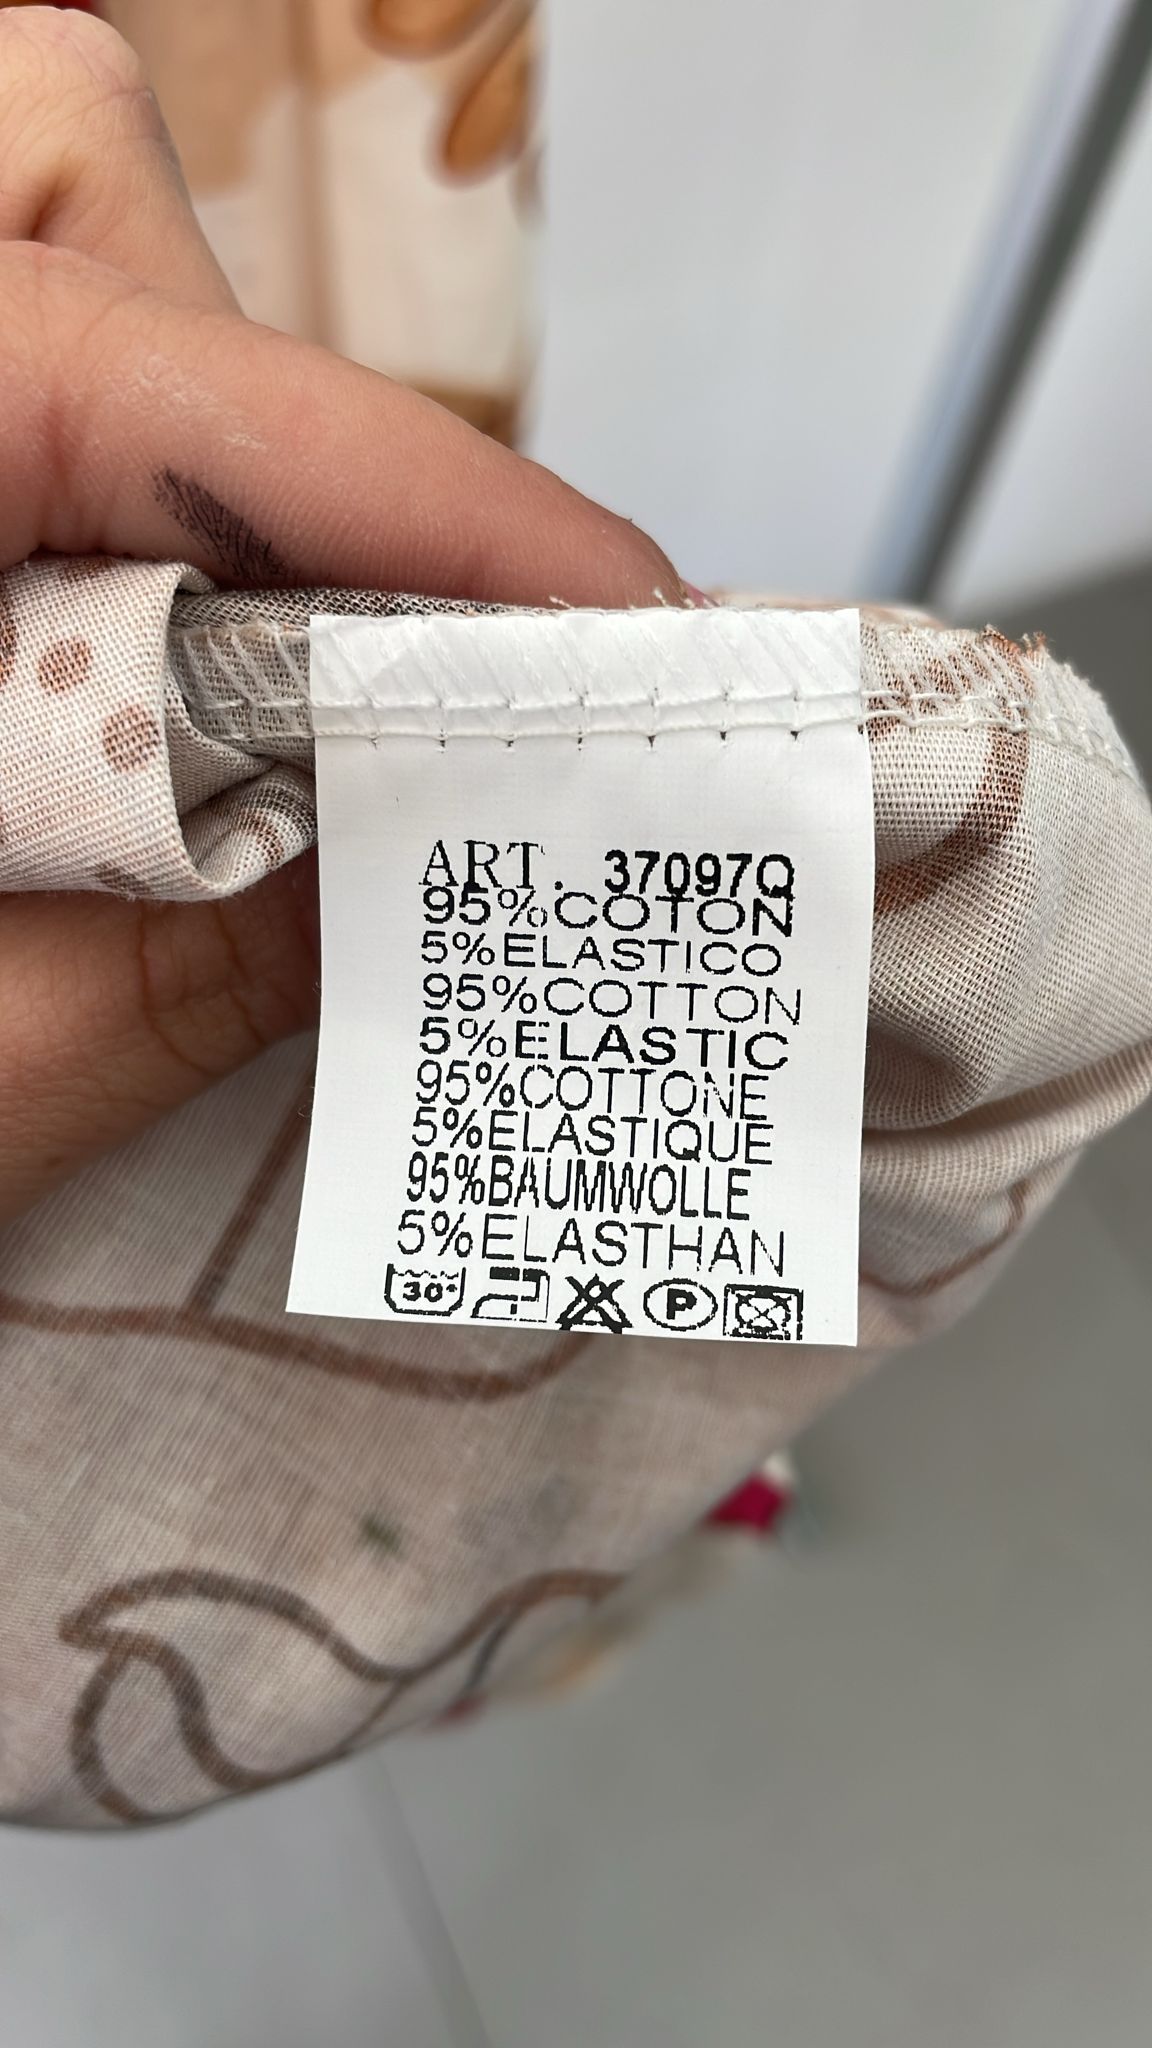 ART. 37097Q
95%COTON
5%ELASTICO
95%COTTON
5%ELASTIC
95%COTTONE
5%ELASTIQUE
95%BAUMWOLLE
5%ELASTHAN
30° P